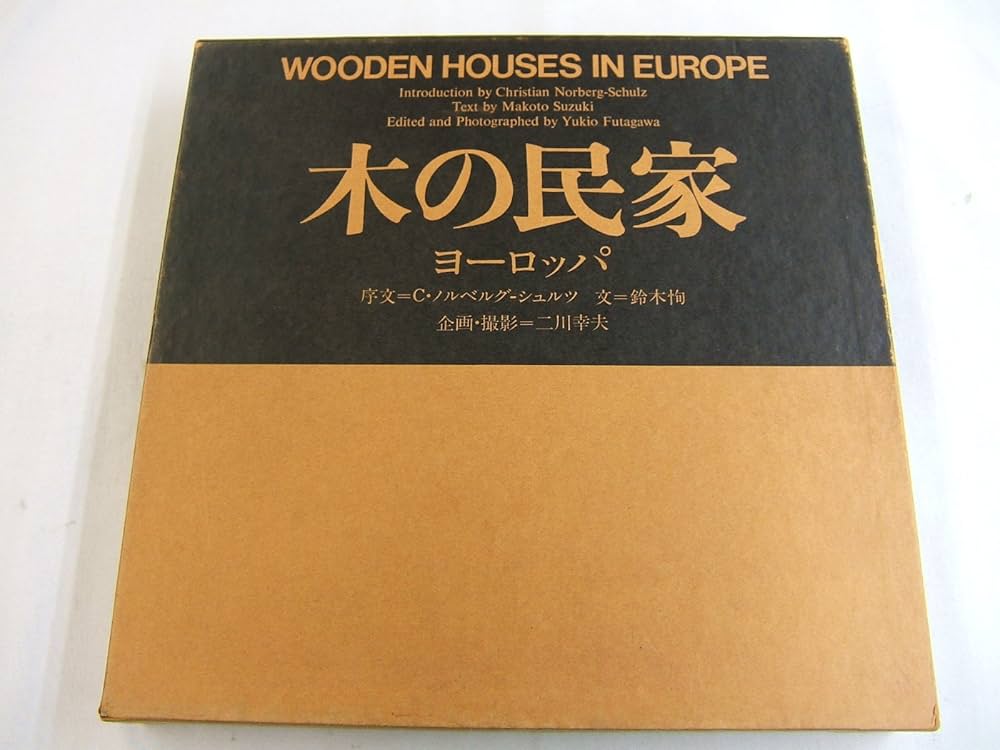 WOODEN HOUSES IN EUROPE
Introduction by Christian Norberg-Schulz
Text by Makoto Suzuki
Edited and Photographed by Yukio Futagawa
木の民家
ヨーロッパ
序文=C・ノルベルグ-シュルツ 文=鈴木恂
企画・撮影=二川幸夫